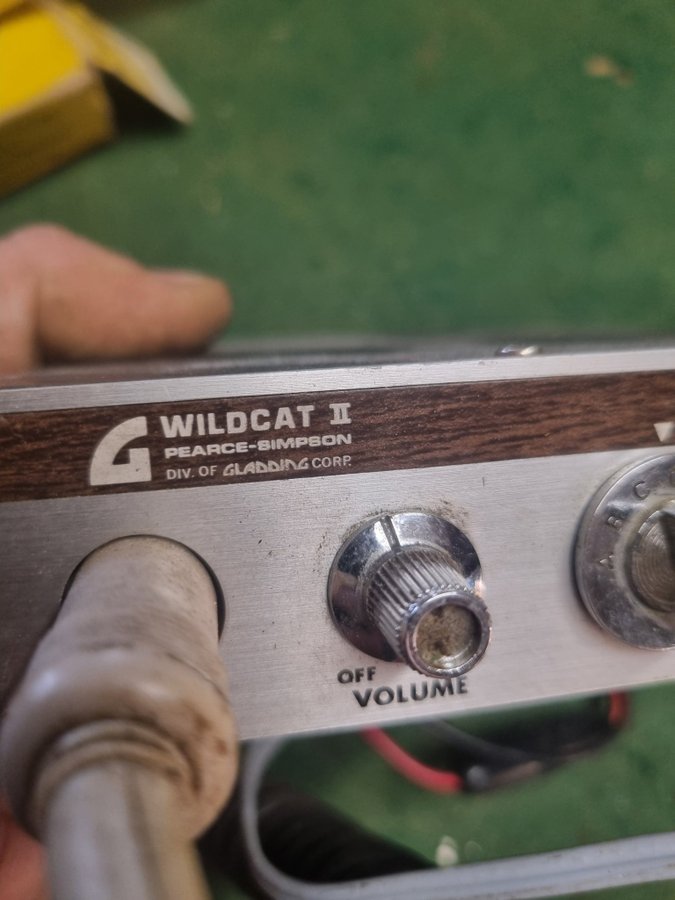 WILDCAT II
PEARCE-SIMPSON
DIV. OF GLADDING CORP.
A B C
OFF
VOLUME